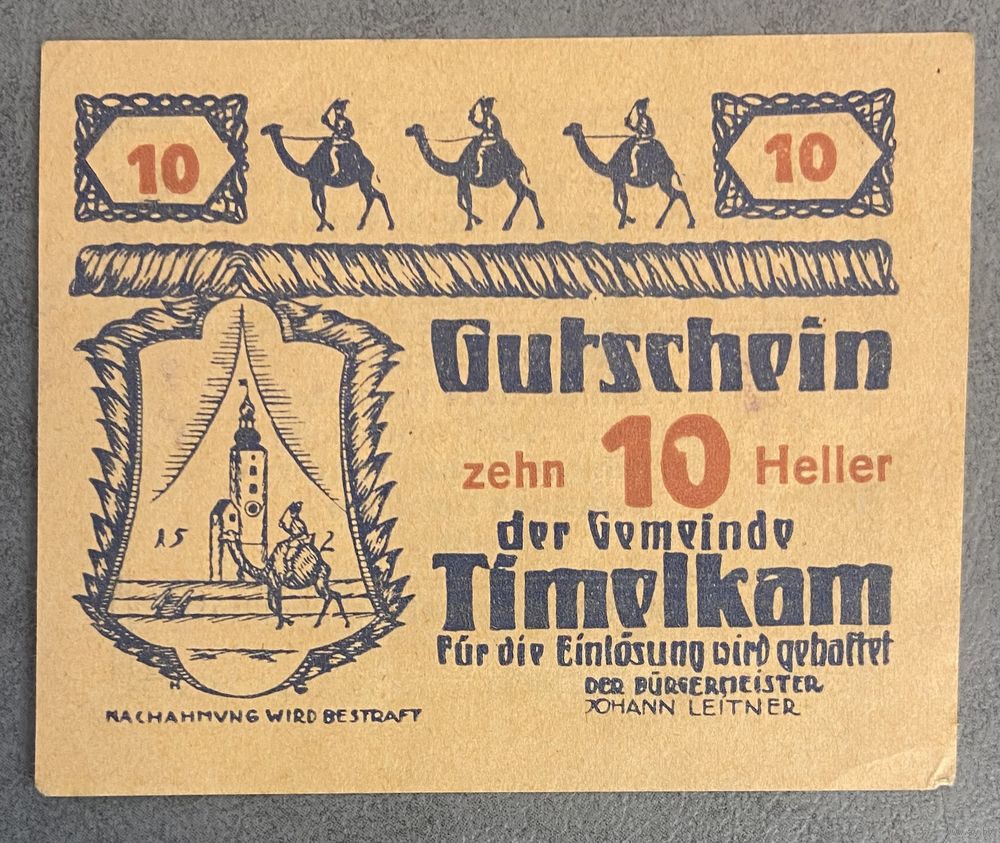 10
10
Gutschein
zehn 10 Heller
der Gemeinde
Timelkam
Für die Einlösung wird gehaftet
DER BÜRGERMEISTER
JOHANN LEITNER
15 2
NACHAHMUNG WIRD BESTRAFT